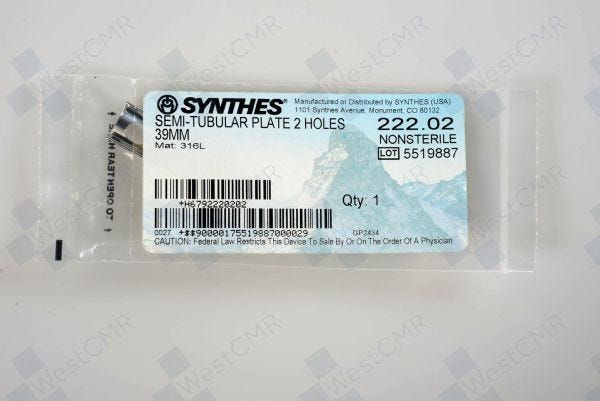 SYNTHES®
Manufactured or Distributed by SYNTHES (USA)
1101 Synthes Avenue, Monument, CO 80132
SEMI-TUBULAR PLATE 2 HOLES
39MM
Mat: 316L
222.02
NONSTERILE
LOT 5519887
+H6792220202
Qty: 1
0027 +$$90000175519887000029
GP2434
CAUTION: Federal Law Restricts This Device To Sale By Or On The Order Of A Physician.
WestCMR